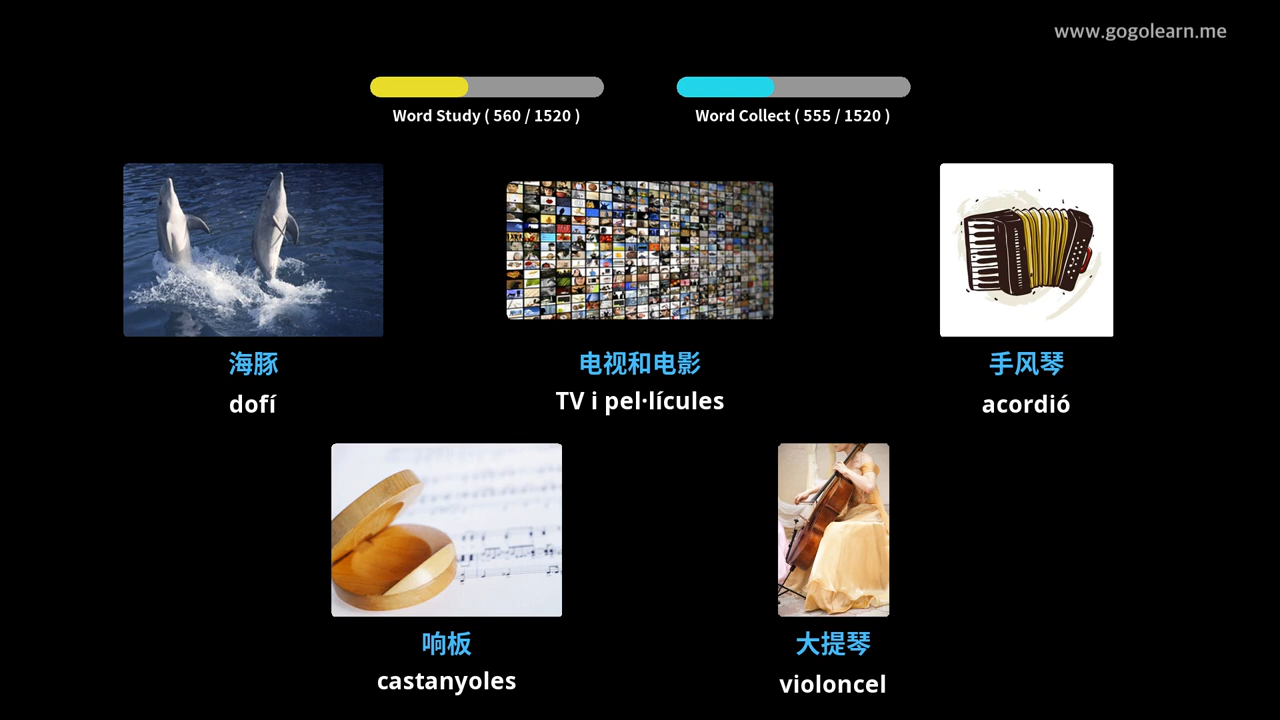 www.gogolearn.me
Word Study ( 560 / 1520 )
Word Collect ( 555 / 1520 )
海豚
dofí
电视和电影
TV i pel·lícules
手风琴
acordió
响板
castanyoles
大提琴
violoncel